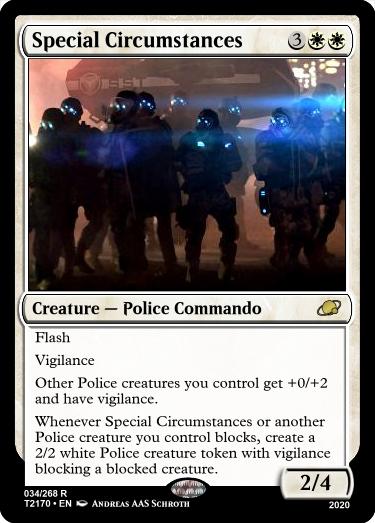 Special Circumstances 3
SST
Creature — Police Commando
Flash
Vigilance
Other Police creatures you control get +0/+2
and have vigilance.
Whenever Special Circumstances or another
Police creature you control blocks, create a
2/2 white Police creature token with vigilance
blocking a blocked creature.
2/4
034/268 R
T2170 • EN Andreas AAS Schroth
2020